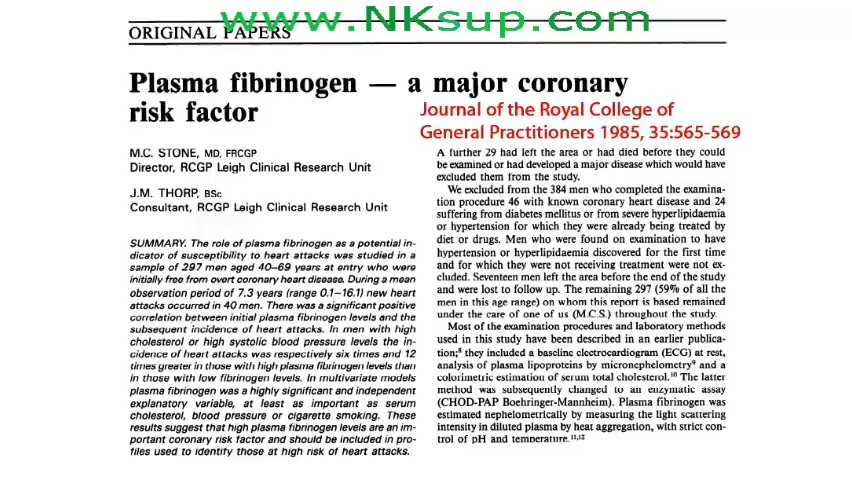 www.NKsup.com
ORIGINAL PAPERS
Plasma fibrinogen — a major coronary
risk factor
Journal of the Royal College of
General Practitioners 1985, 35:565-569
M.C. STONE, MD, FRCGP
Director, RCGP Leigh Clinical Research Unit
J.M. THORP, BSc
Consultant, RCGP Leigh Clinical Research Unit
SUMMARY. The role of plasma fibrinogen as a potential in-
dicator of susceptibility to heart attacks was studied in a
sample of 297 men aged 40–69 years at entry who were
initially free from overt coronary heart disease. During a mean
observation period of 7.3 years (range 0.1–16.1) new heart
attacks occurred in 40 men. There was a significant positive
correlation between initial plasma fibrinogen levels and the
subsequent incidence of heart attacks. In men with high
cholesterol or high systolic blood pressure levels the in-
cidence of heart attacks was respectively six times and 12
times greater in those with high plasma fibrinogen levels than
in those with low fibrinogen levels. In multivariate models
plasma fibrinogen was a highly significant and independent
explanatory variable, at least as important as serum
cholesterol, blood pressure or cigarette smoking. These
results suggest that high plasma fibrinogen levels are an im-
portant coronary risk factor and should be included in pro-
files used to identify those at high risk of heart attacks.
A further 29 had left the area or had died before they could
be examined or had developed a major disease which would have
excluded them from the study.
We excluded from the 384 men who completed the examina-
tion procedure 46 with known coronary heart disease and 24
suffering from diabetes mellitus or from severe hyperlipidaemia
or hypertension for which they were already being treated by
diet or drugs. Men who were found on examination to have
hypertension or hyperlipidaemia discovered for the first time
and for which they were not receiving treatment were not ex-
cluded. Seventeen men left the area before the end of the study
and were lost to follow up. The remaining 297 (59% of all the
men in this age range) on whom this report is based remained
under the care of one of us (M.C.S.) throughout the study.
Most of the examination procedures and laboratory methods
used in this study have been described in an earlier publica-
tion;⁸ they included a baseline electrocardiogram (ECG) at rest,
analysis of plasma lipoproteins by micronephelometry⁹ and a
colorimetric estimation of serum total cholesterol.¹⁰ The latter
method was subsequently changed to an enzymatic assay
(CHOD-PAP Boehringer-Mannheim). Plasma fibrinogen was
estimated nephelometrically by measuring the light scattering
intensity in diluted plasma by heat aggregation, with strict con-
trol of pH and temperature.¹¹,¹²